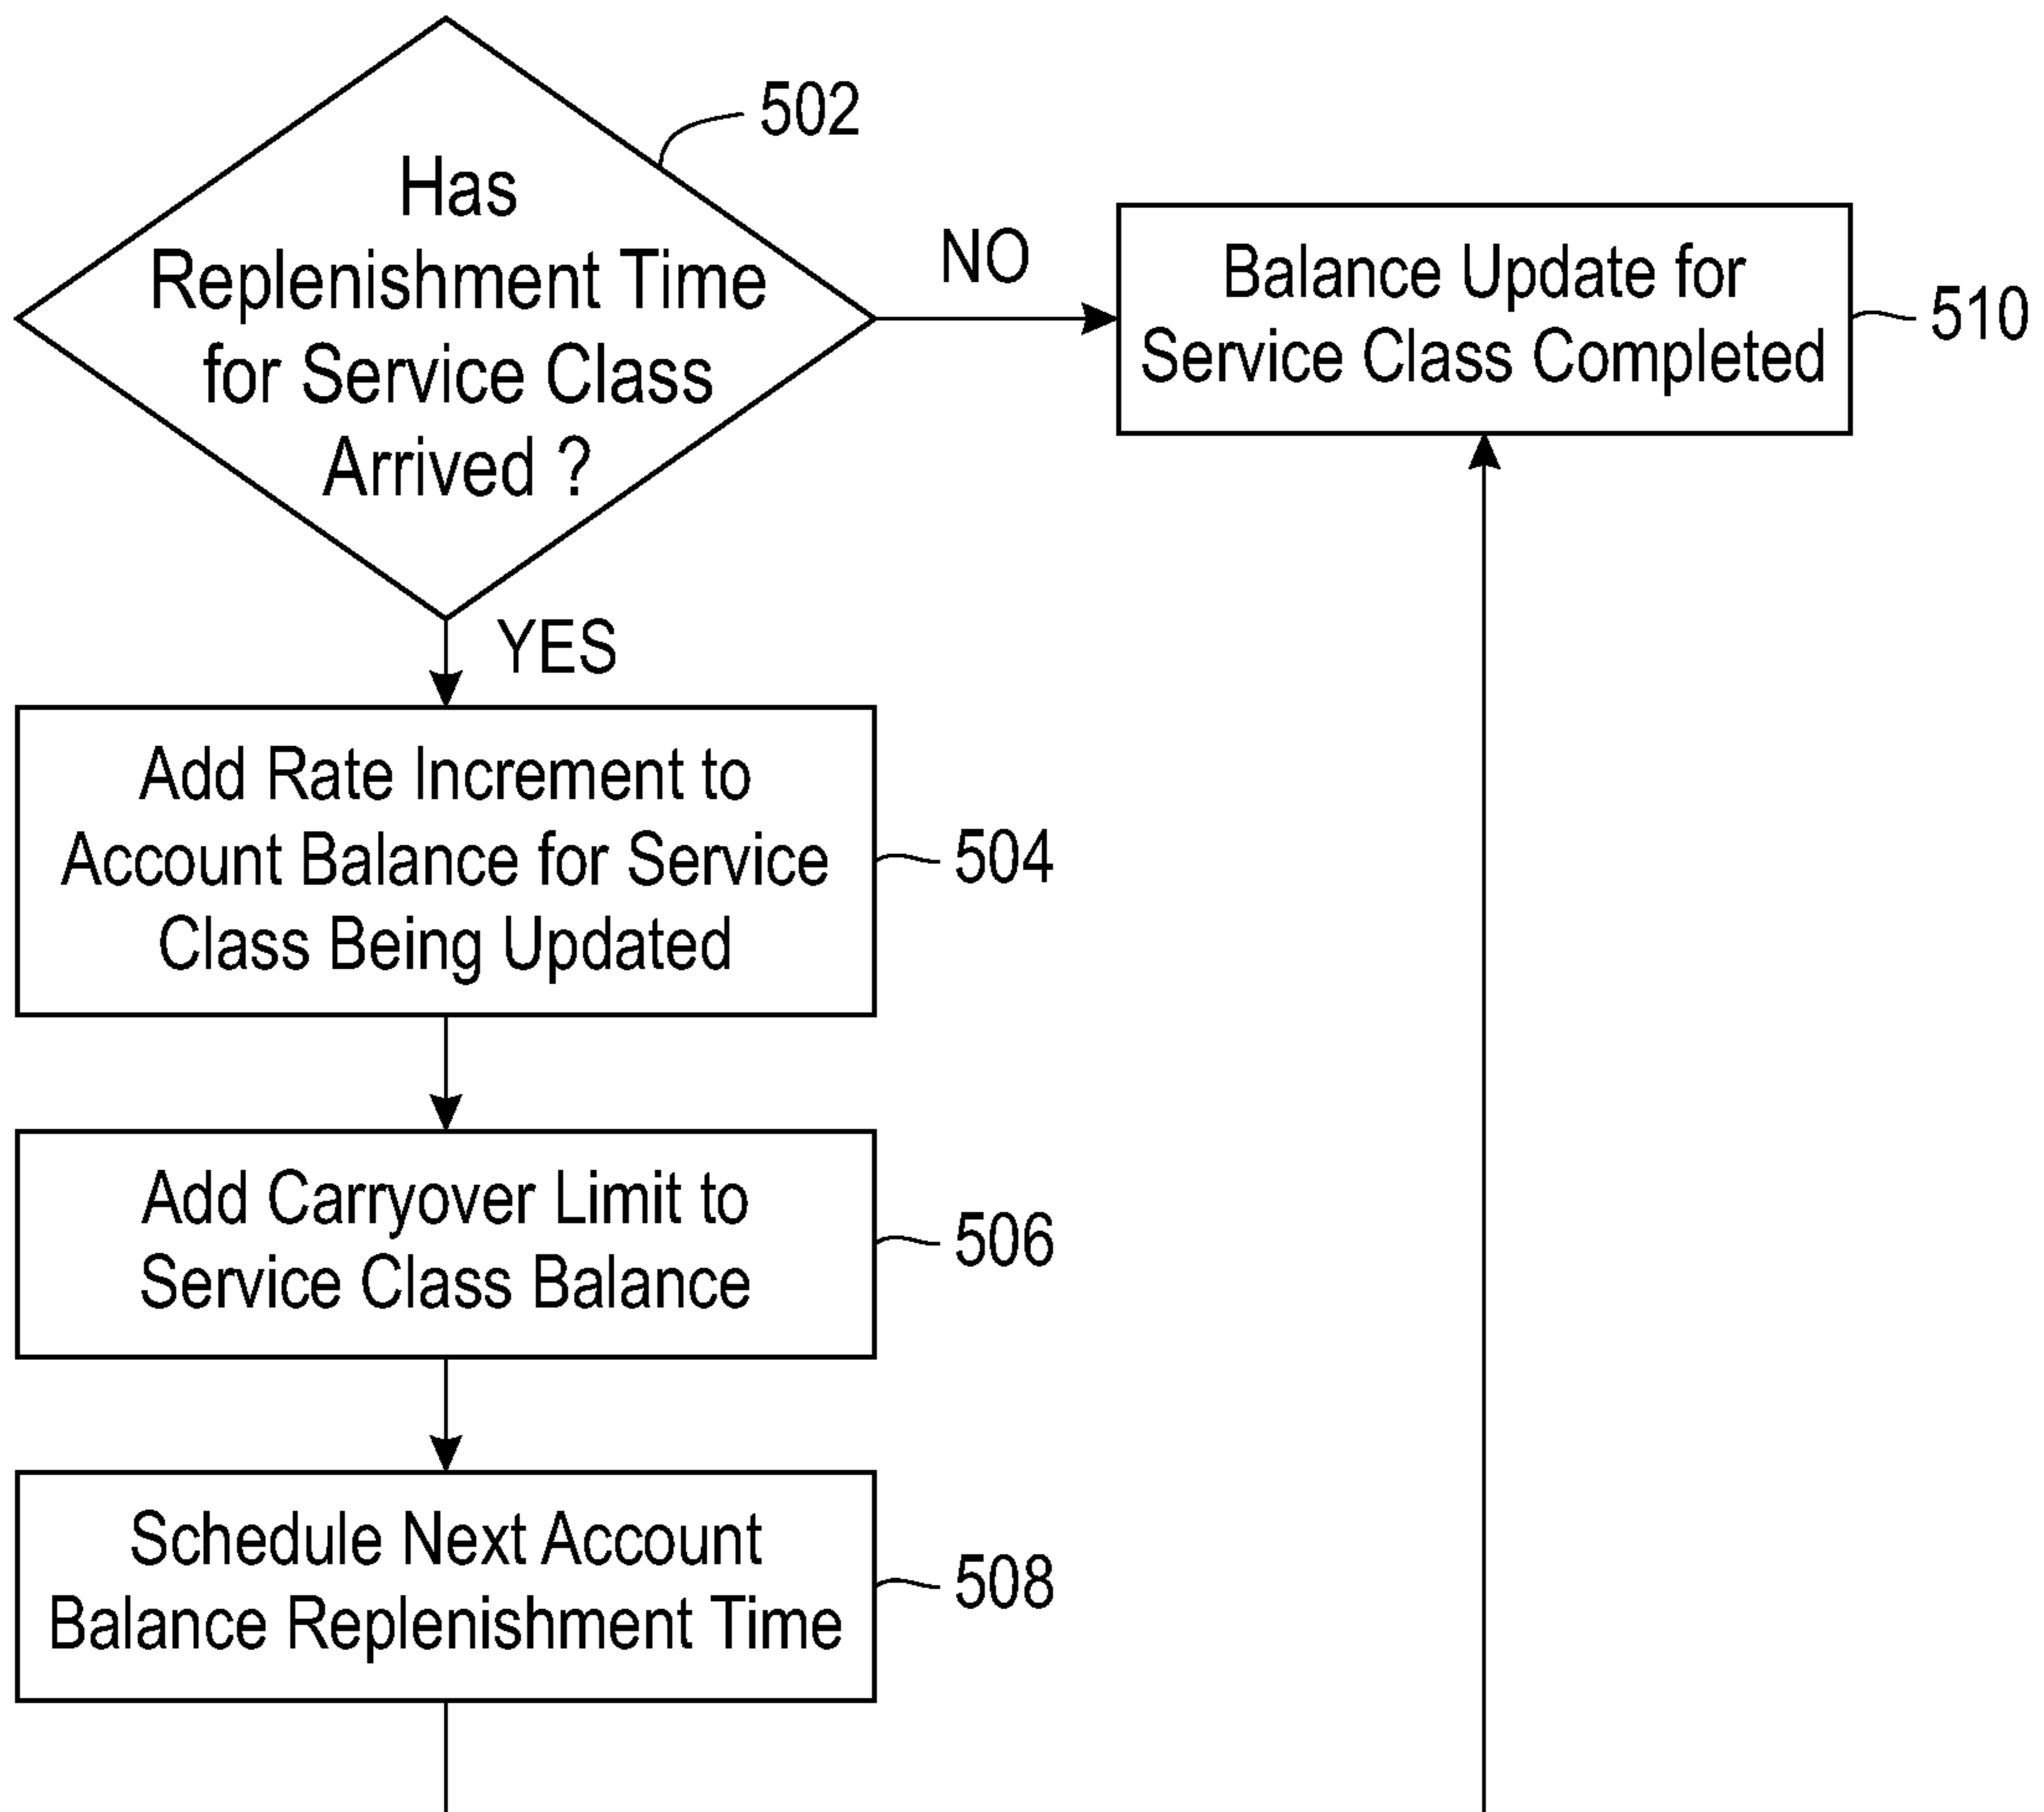 502
Has
Replenishment Time
for Service Class
Arrived ?
NO
Balance Update for
Service Class Completed
510
YES
Add Rate Increment to
Account Balance for Service
Class Being Updated
504
Add Carryover Limit to
Service Class Balance
506
Schedule Next Account
Balance Replenishment Time
508